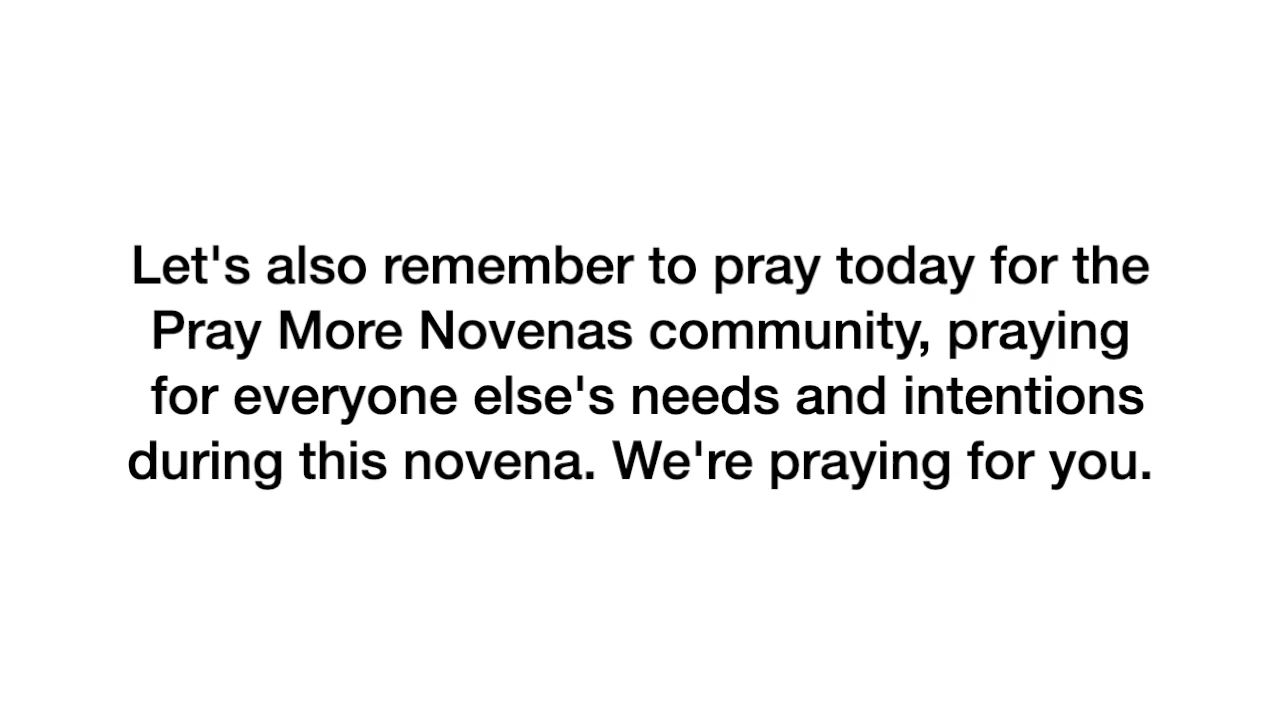 Let's also remember to pray today for the
Pray More Novenas community, praying
for everyone else's needs and intentions
during this novena. We're praying for you.